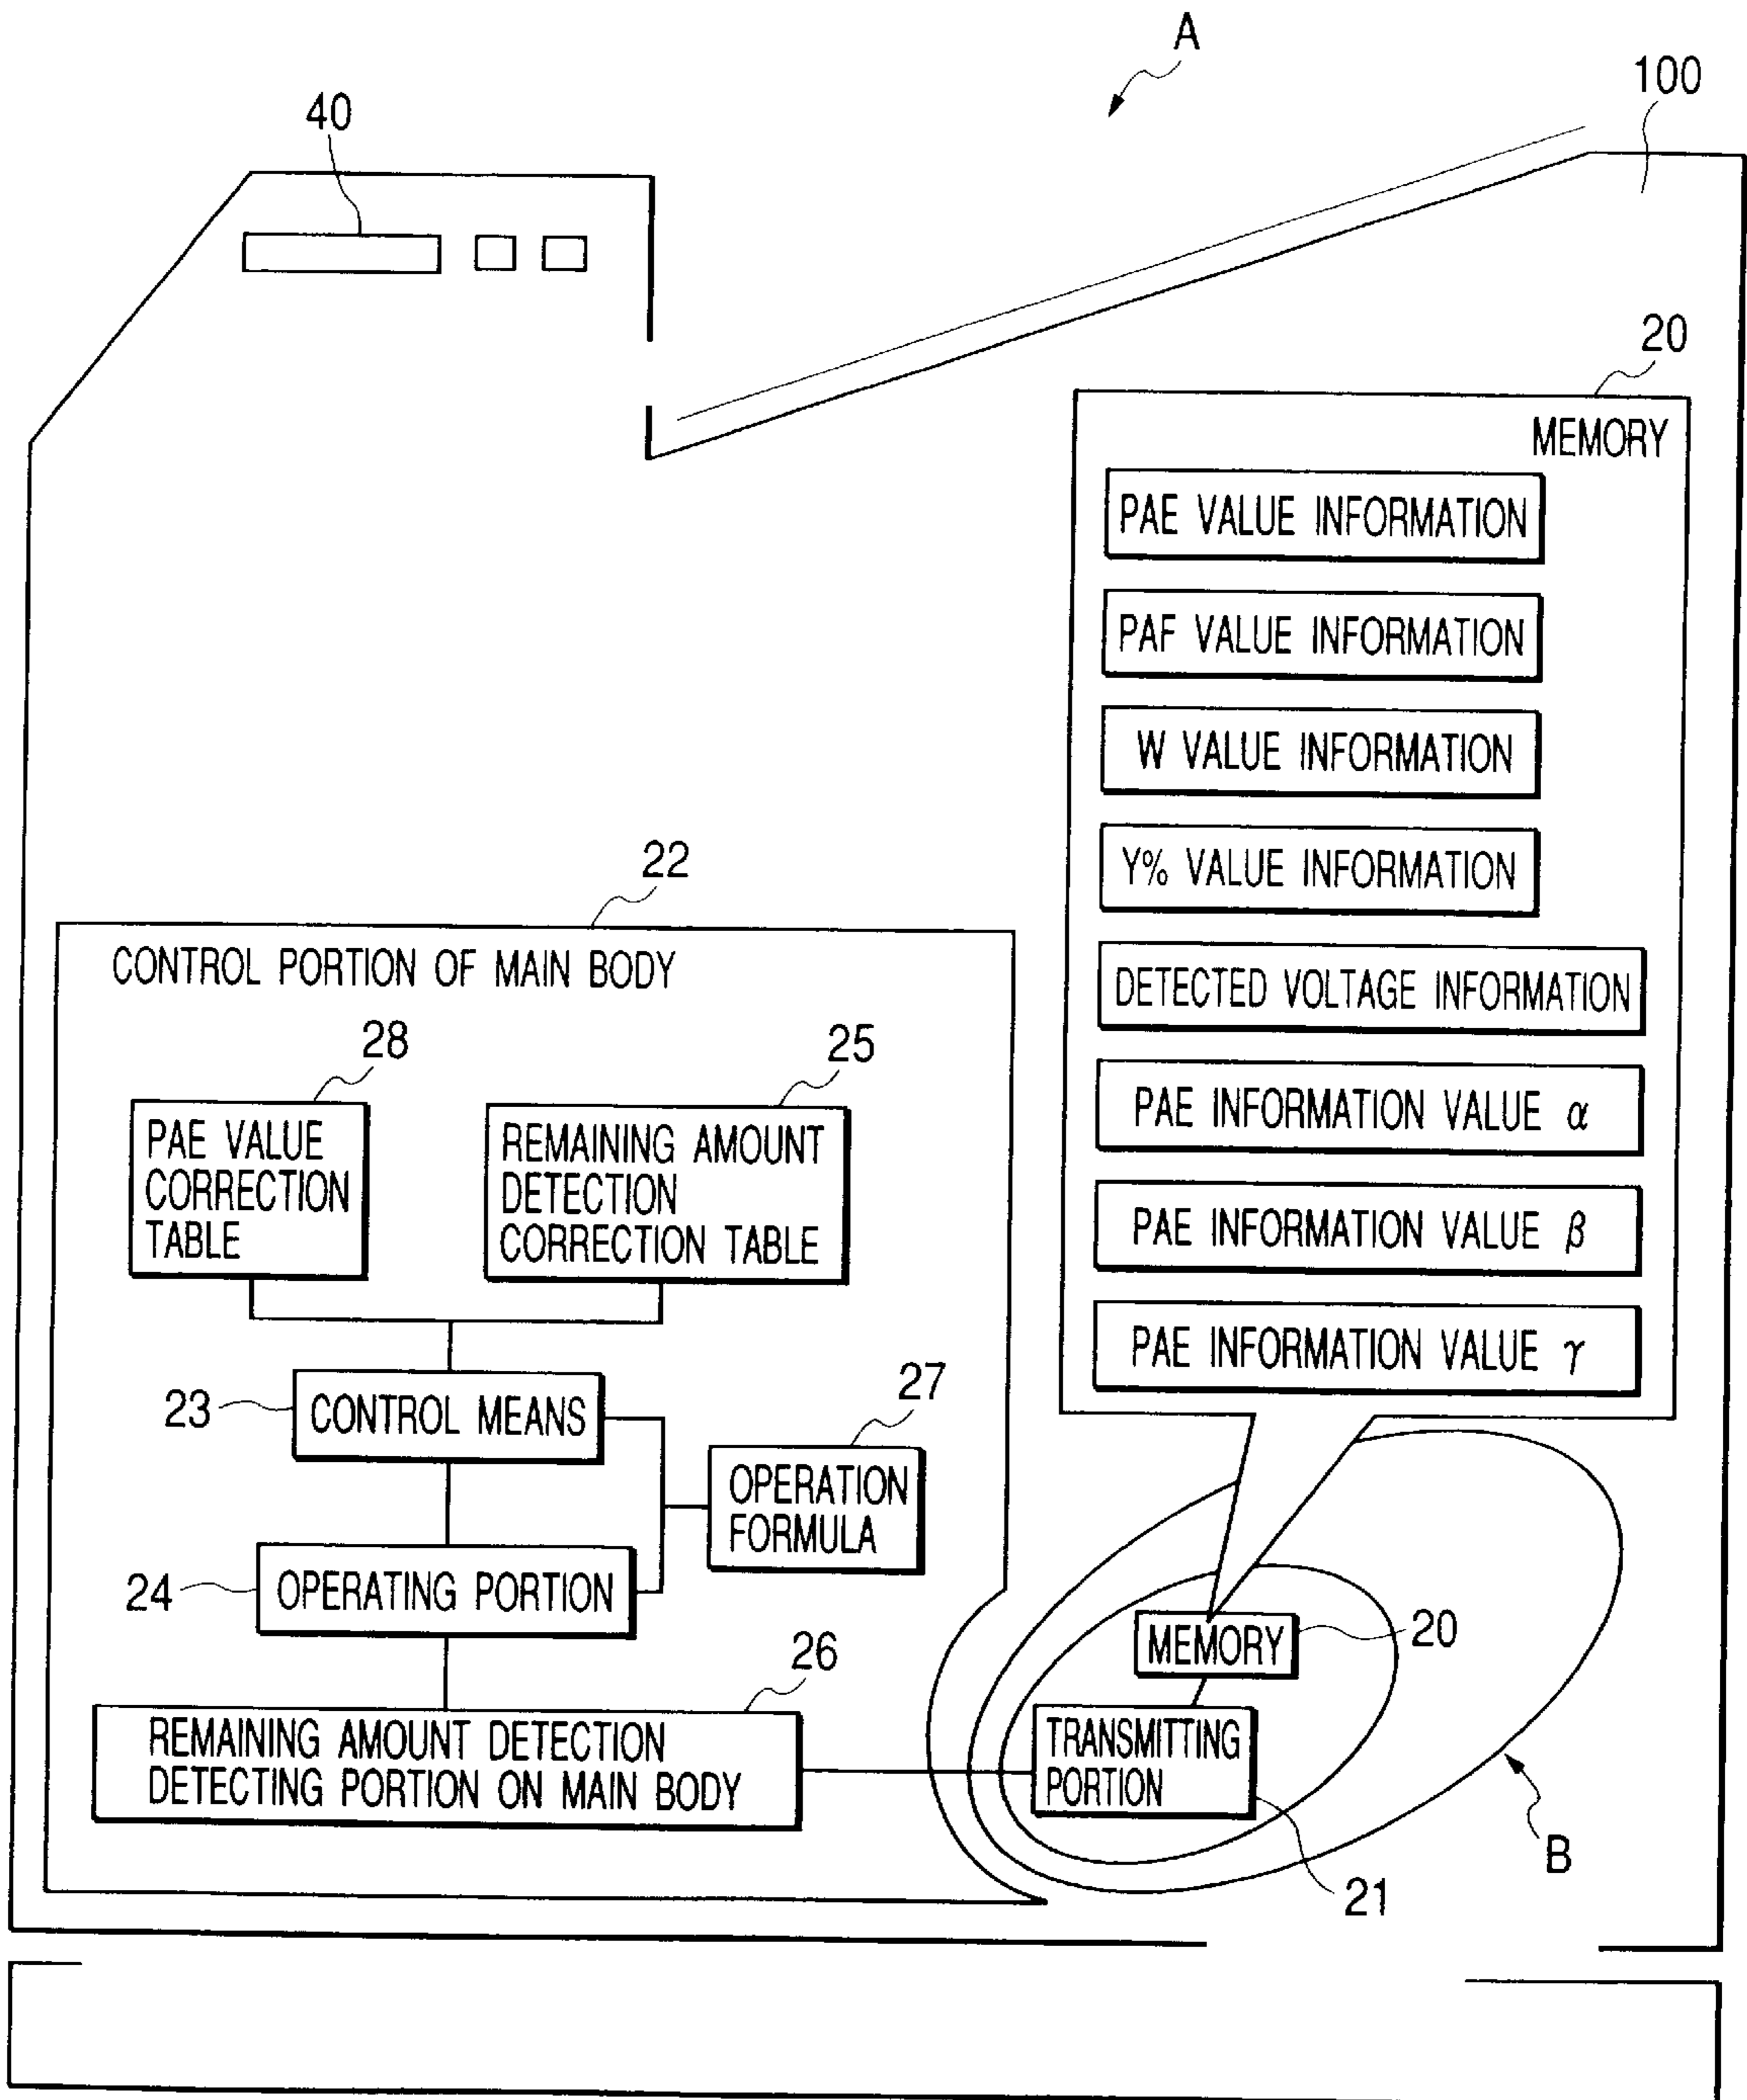 A
100
40
20
MEMORY
PAE VALUE INFORMATION
PAF VALUE INFORMATION
W VALUE INFORMATION
Y% VALUE INFORMATION
DETECTED VOLTAGE INFORMATION
PAE INFORMATION VALUE α
PAE INFORMATION VALUE β
PAE INFORMATION VALUE γ
22
CONTROL PORTION OF MAIN BODY
28
25
PAE VALUE
CORRECTION
TABLE
REMAINING AMOUNT
DETECTION
CORRECTION TABLE
23
CONTROL MEANS
27
OPERATION
FORMULA
24
OPERATING PORTION
26
REMAINING AMOUNT DETECTION
DETECTING PORTION ON MAIN BODY
MEMORY
20
TRANSMITTING
PORTION
21
B